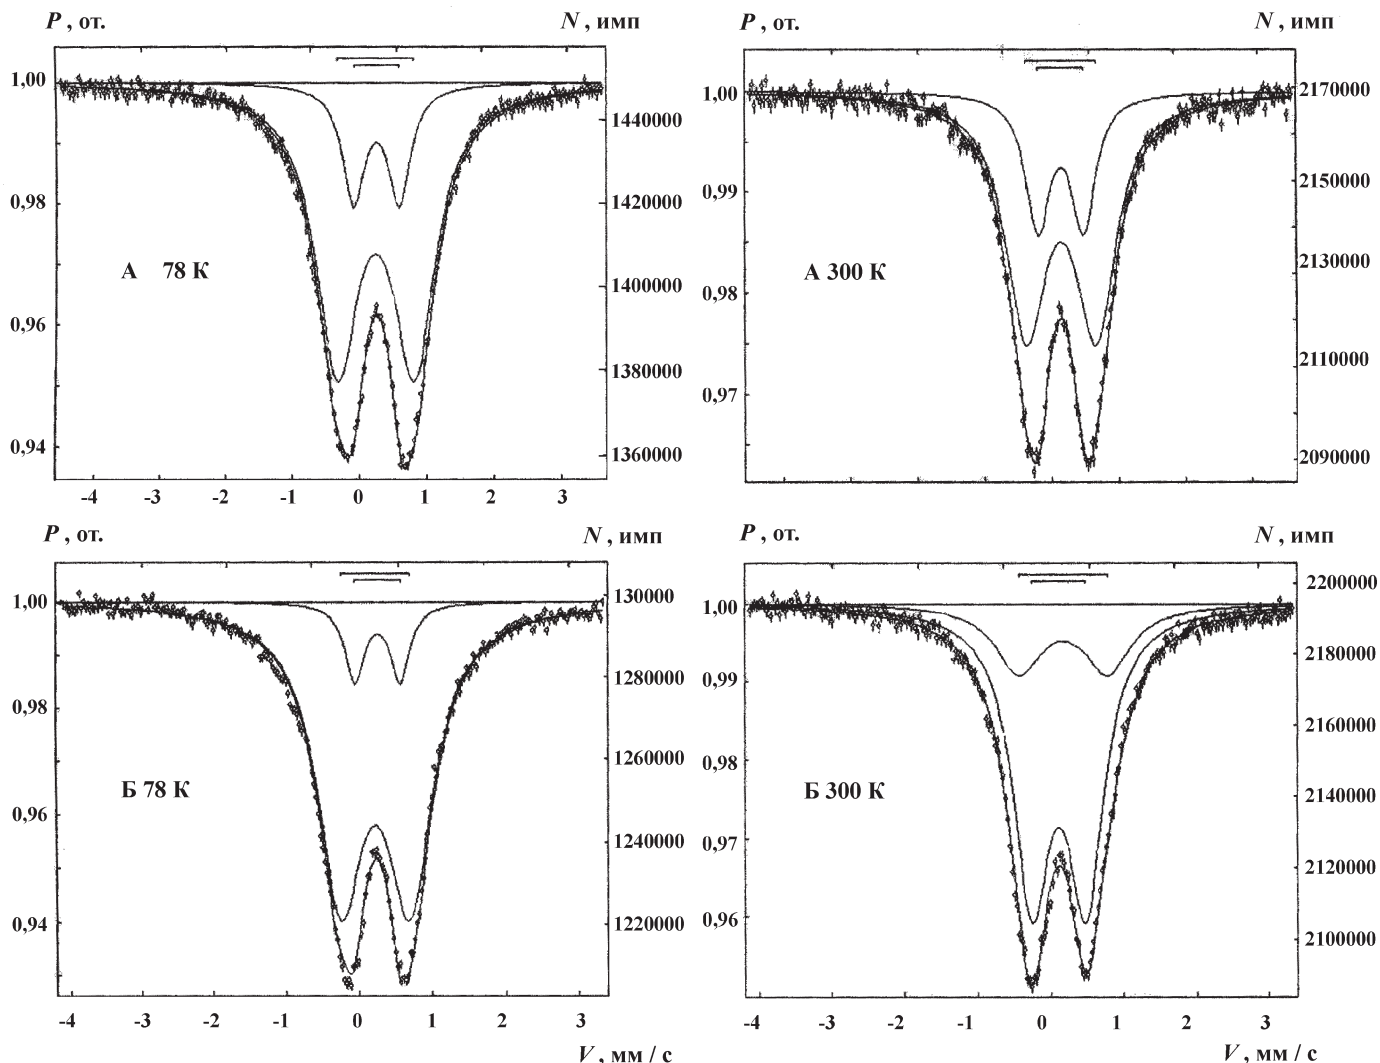 P , от.
N , имп
1,00
0,98
0,96
0,94
1440000
1420000
1400000
1380000
1360000
А 78 К
-4 -3 -2 -1 0 1 2 3
P , от.
N , имп
1,00
0,99
0,98
0,97
2170000
2150000
2130000
2110000
2090000
А 300 К
P , от.
N , имп
1,00
0,98
0,96
0,94
130000
1280000
1260000
1240000
1220000
Б 78 К
-4 -3 -2 -1 0 1 2 3
V , мм / с
P , от.
N , имп
1,00
0,99
0,98
0,97
0,96
2200000
2180000
2160000
2140000
2120000
2100000
Б 300 К
-4 -3 -2 -1 0 1 2 3
V , мм / с